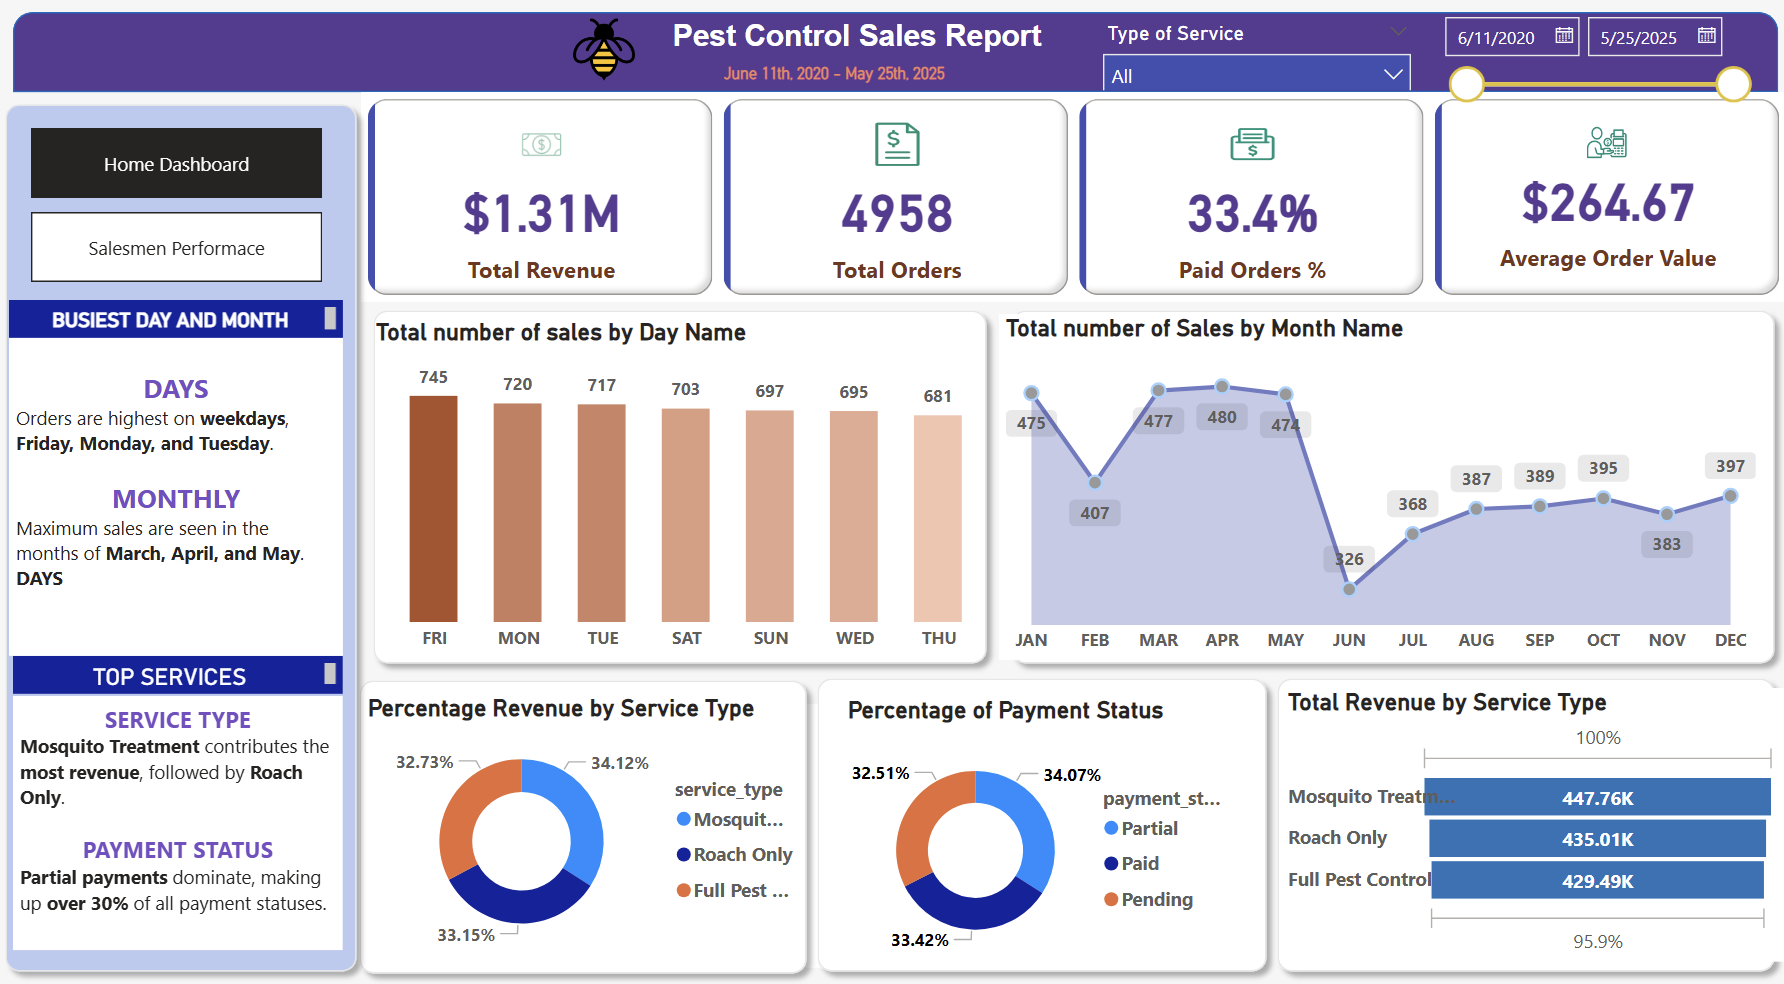 Pest Control Sales Report
June 11th, 2020 - May 25th, 2025
Type of Service
All
6/11/2020
5/25/2025
Home Dashboard
Salesmen Performace
BUSIEST DAY AND MONTH
DAYS
Orders are highest on weekdays,
Friday, Monday, and Tuesday.
MONTHLY
Maximum sales are seen in the
months of March, April, and May.
DAYS
TOP SERVICES
SERVICE TYPE
Mosquito Treatment contributes the
most revenue, followed by Roach
Only.
PAYMENT STATUS
Partial payments dominate, making
up over 30% of all payment statuses.
$1.31M
Total Revenue
4958
Total Orders
33.4%
Paid Orders %
$264.67
Average Order Value
Total number of sales by Day Name
745 720 717 703 697 695 681
FRI MON TUE SAT SUN WED THU
Total number of Sales by Month Name
475 407 477 480 474 326 368 387 389 395 383 397
JAN FEB MAR APR MAY JUN JUL AUG SEP OCT NOV DEC
Percentage Revenue by Service Type
32.73%
34.12%
33.15%
service_type
Mosquit...
Roach Only
Full Pest ...
Percentage of Payment Status
32.51%
34.07%
33.42%
payment_st...
Partial
Paid
Pending
Total Revenue by Service Type
100%
Mosquito Treatm... 447.76K
Roach Only 435.01K
Full Pest Control 429.49K
95.9%